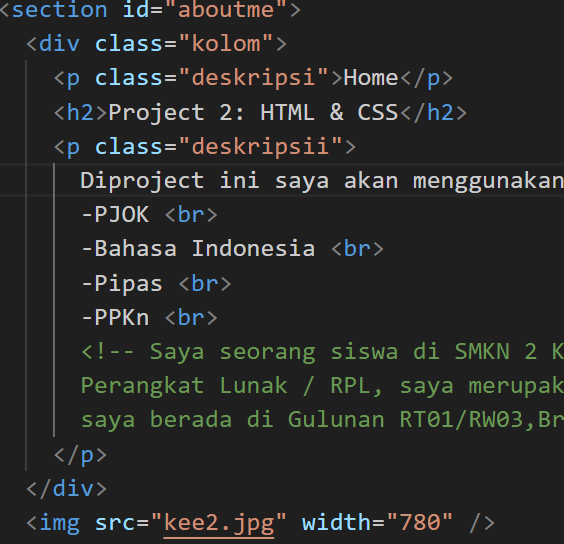 <section id="aboutme">
<div class="kolom">
<p class="deskripsi">Home</p>
<h2>Project 2: HTML & CSS</h2>
<p class="deskripsii">
Diproject ini saya akan menggunakan
-PJOK <br>
-Bahasa Indonesia <br>
-Pipas <br>
-PPKn <br>
<!-- Saya seorang siswa di SMKN 2 K
Perangkat Lunak / RPL, saya merupak
saya berada di Gulunan RT01/RW03,Br
</p>
</div>
<img src="kee2.jpg" width="780" />